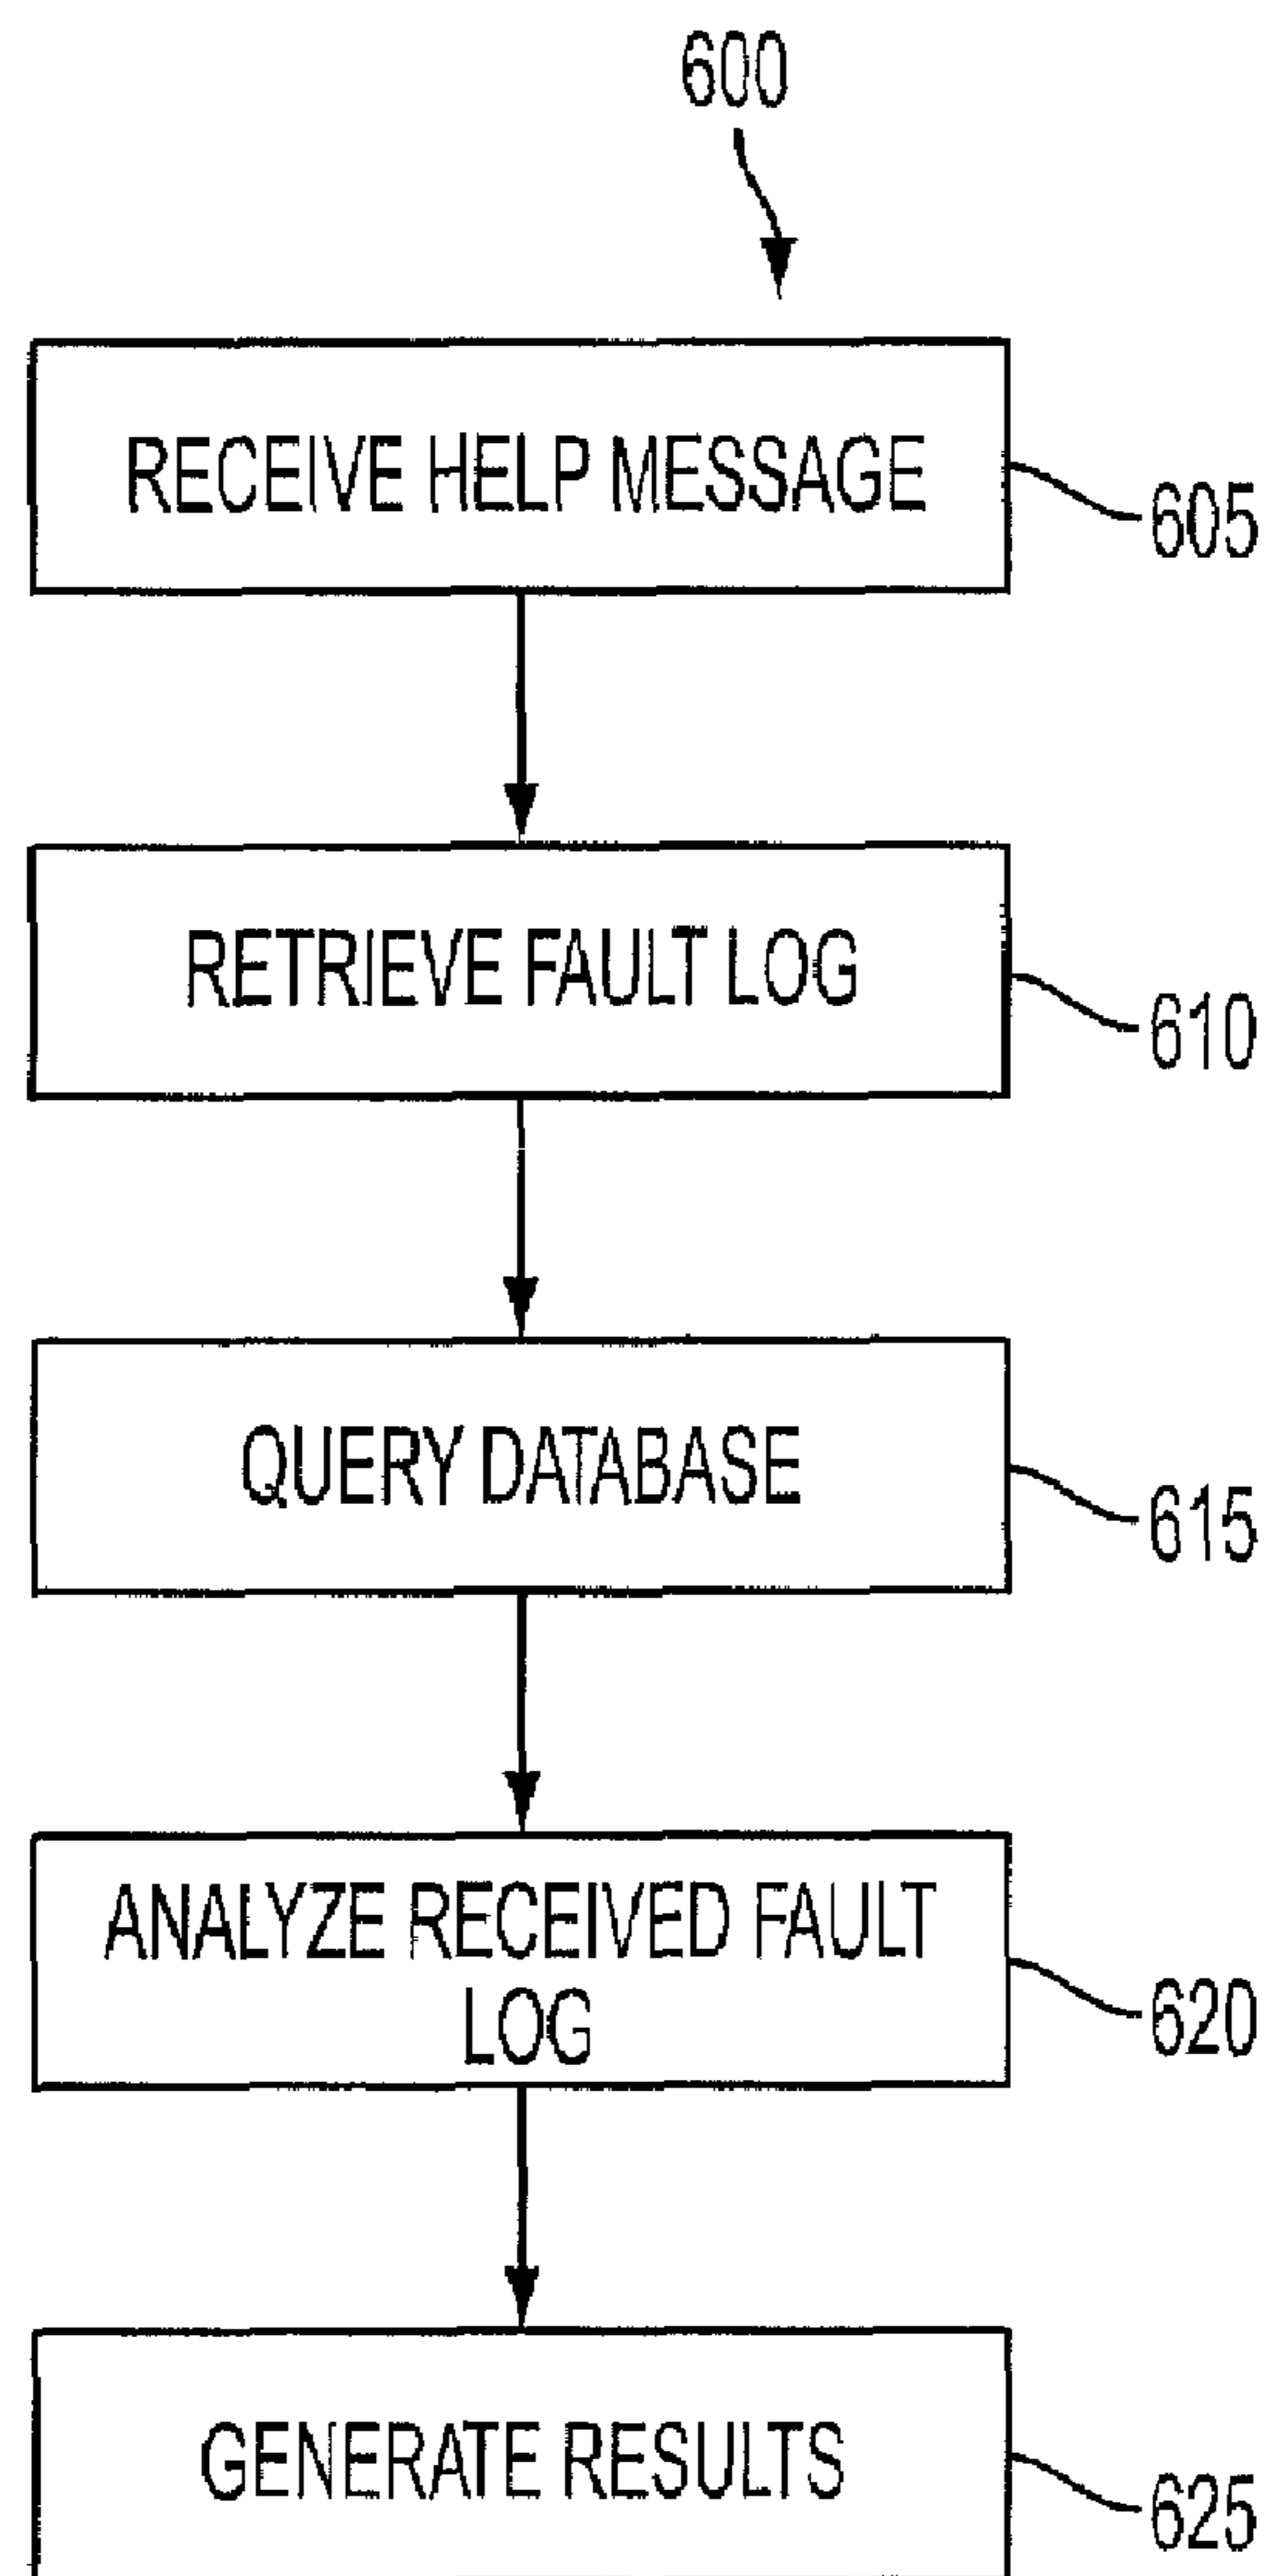 600
RECEIVE HELP MESSAGE
605
RETRIEVE FAULT LOG
610
QUERY DATABASE
615
ANALYZE RECEIVED FAULT
LOG
620
GENERATE RESULTS
625